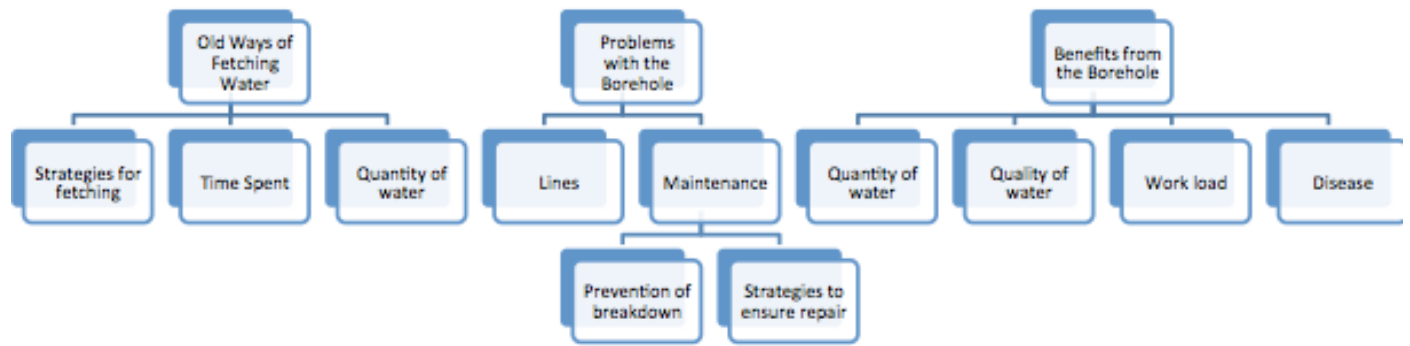 Old Ways of
Fetching
Water
Problems
with the
Borehole
Benefits from
the Borehole
Strategies for
fetching
Time Spent
Quantity of
water
Lines
Maintenance
Quantity of
water
Quality of
water
Work load
Disease
Prevention of
breakdown
Strategies to
ensure repair